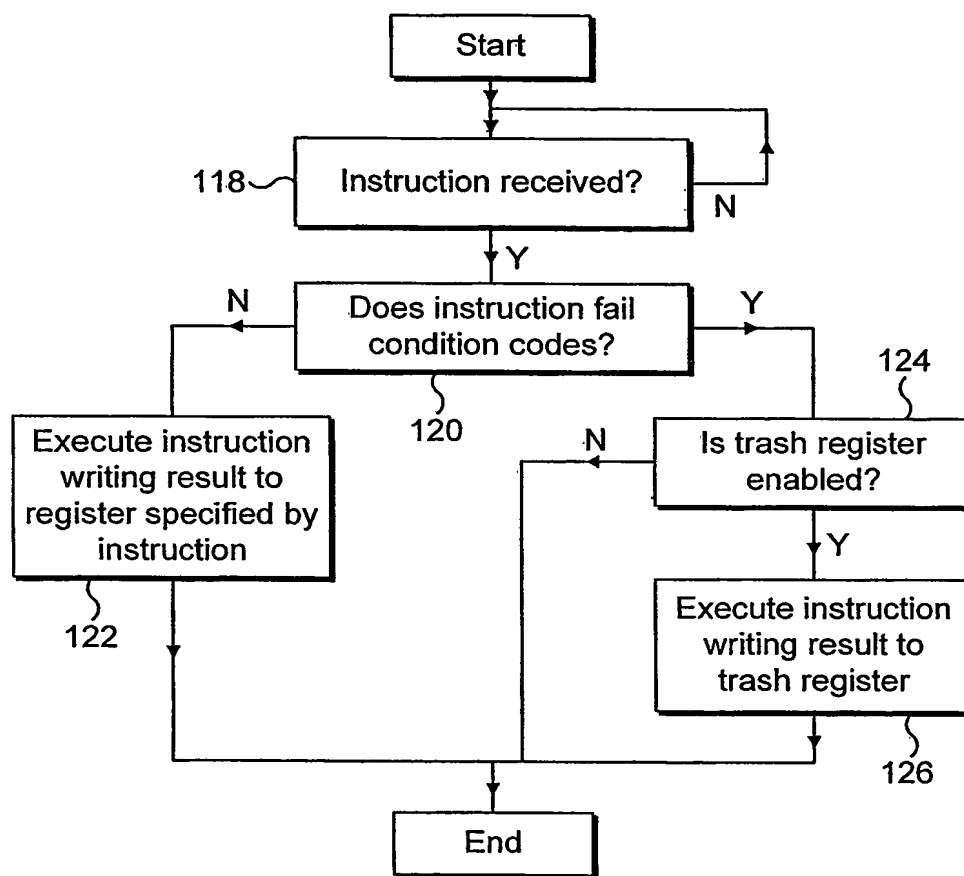 Start
118
Instruction received?
N
Y
Does instruction fail
condition codes?
N
Y
120
124
Execute instruction
writing result to
register specified by
instruction
122
N
Is trash register
enabled?
Y
Execute instruction
writing result to
trash register
126
End